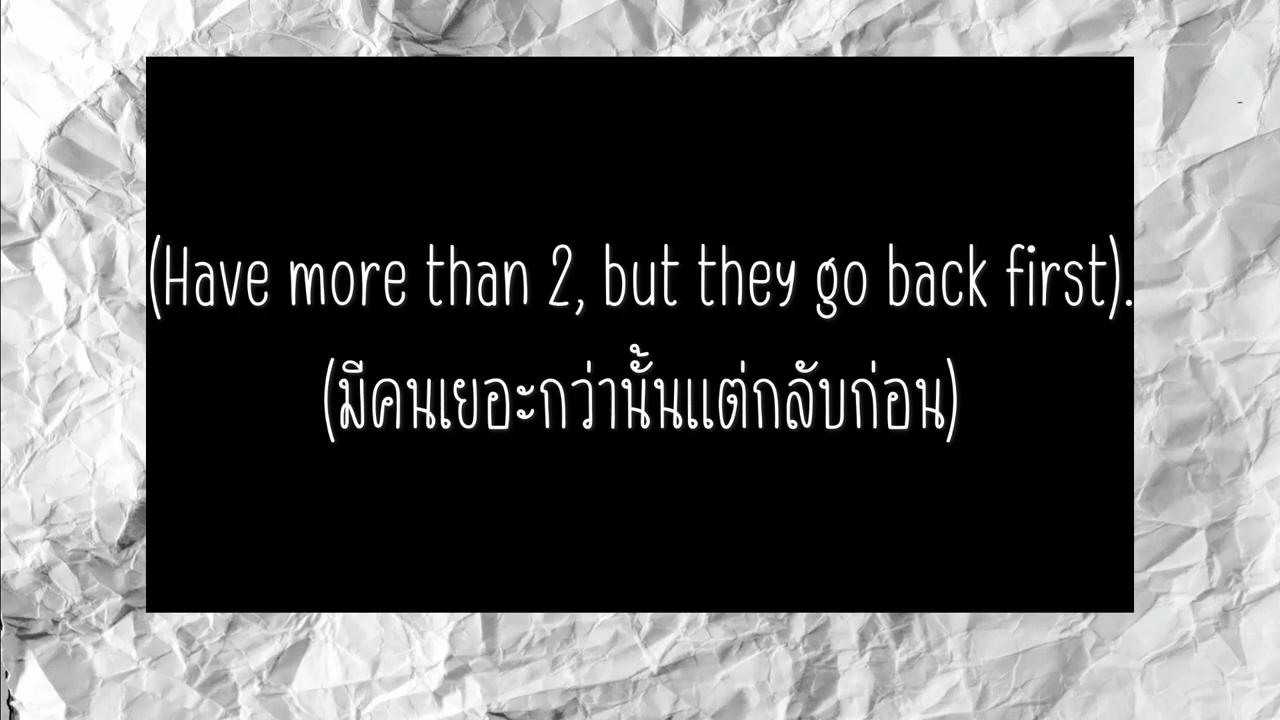 (Have more than 2, but they go back first).
(มีคนเยอะกว่านั้นแต่กลับก่อน)